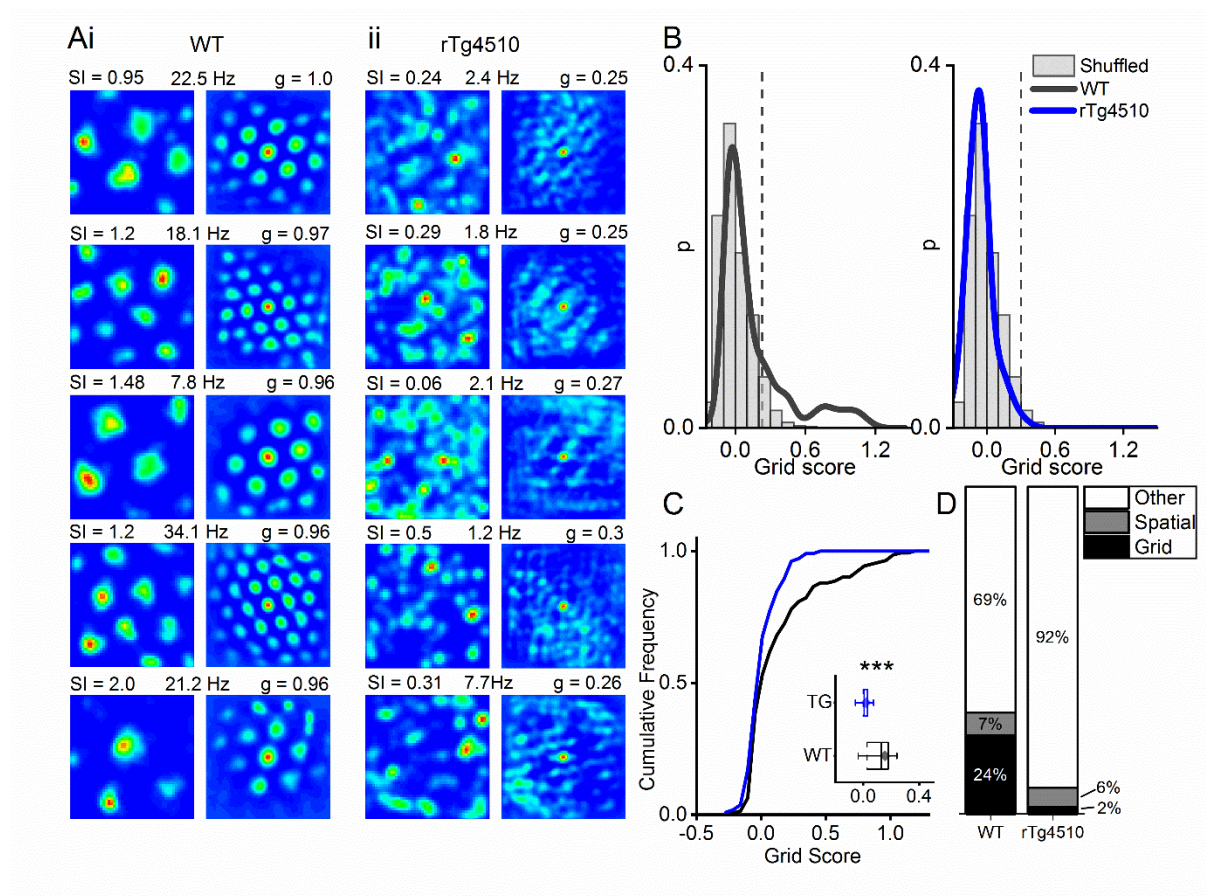 Ai WT ii rTg4510
SI = 0.95 22.5 Hz g = 1.0
SI = 1.2 18.1 Hz g = 0.97
SI = 1.48 7.8 Hz g = 0.96
SI = 1.2 34.1 Hz g = 0.96
SI = 2.0 21.2 Hz g = 0.96
SI = 0.24 2.4 Hz g = 0.25
SI = 0.29 1.8 Hz g = 0.25
SI = 0.06 2.1 Hz g = 0.27
SI = 0.5 1.2 Hz g = 0.3
SI = 0.31 7.7Hz g = 0.26
B
0.4
p
0.0
0.0 0.6 1.2
Grid score
0.4
p
0.0
0.0 0.6 1.2
Grid score
Shuffled
WT
rTg4510
C
Cumulative Frequency
1.0
0.5
0.0
-0.5 0.0 0.5 1.0
Grid Score
***
TG
WT
0.0 0.4
D
Other
Spatial
Grid
69%
7%
24%
92%
6%
2%
WT rTg4510